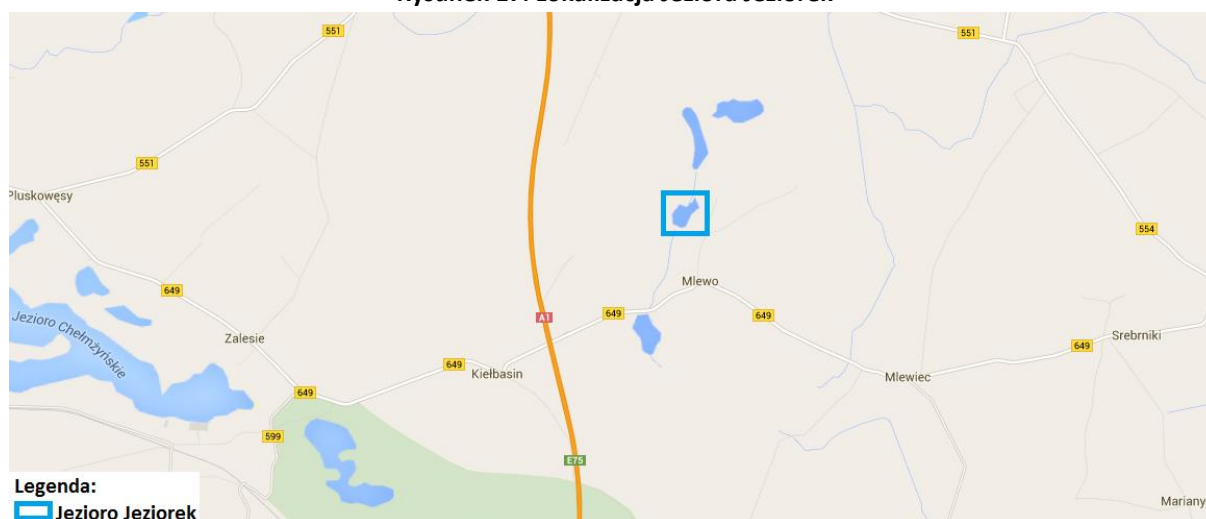 551
551
551
Pluskowęsy
554
649
Mlewo
Jezioro Chełmżyńskie
A1
649
649
Zalesie
Srebrniki
649
649
Kiełbasin
Mlewiec
649
599
E75
Legenda:
Jezioro Jeziorek
Mariany